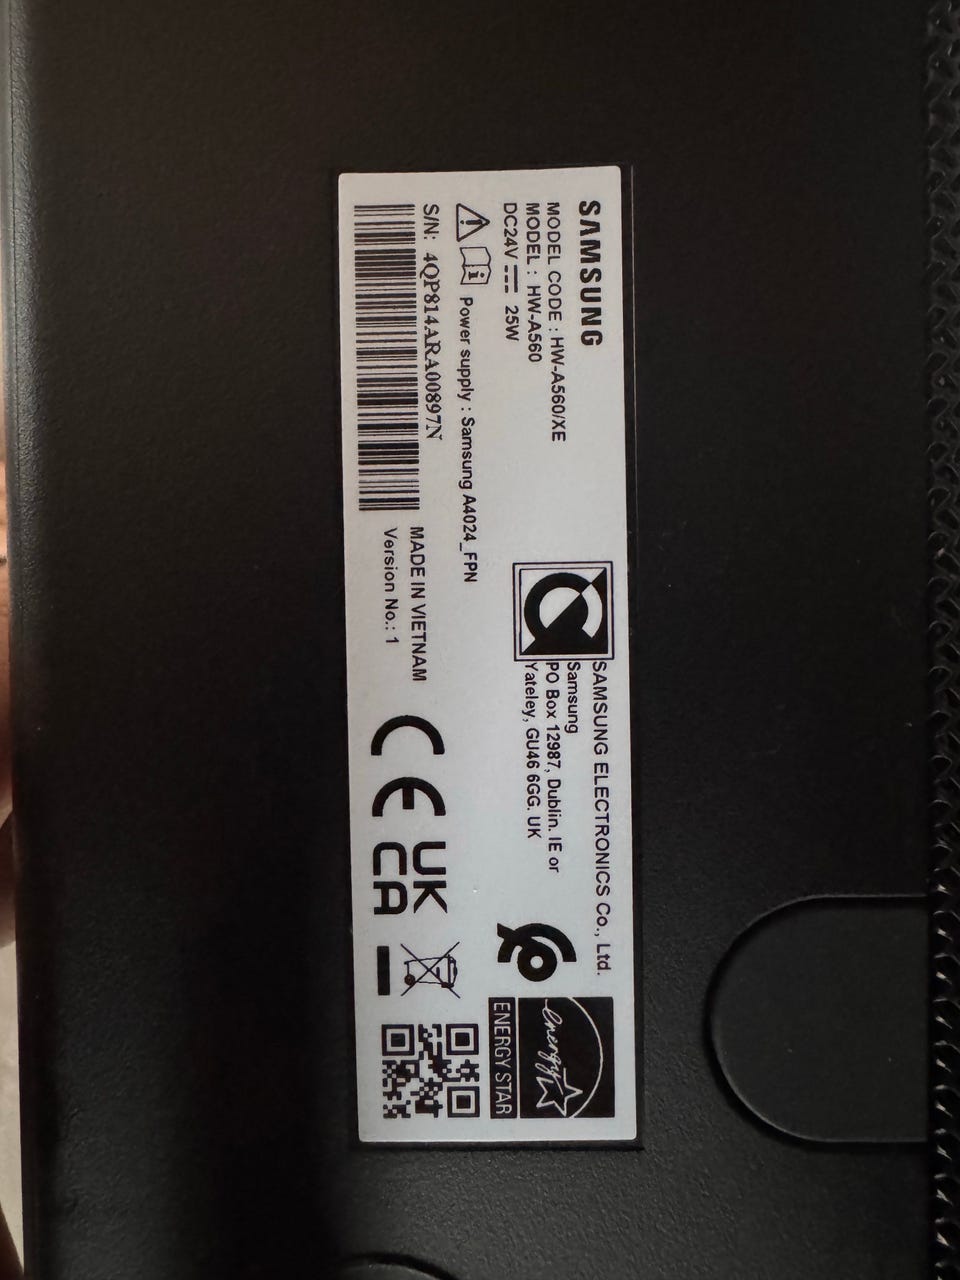 SAMSUNG
MODEL CODE : HW-A560/XE
MODEL : HW-A560
DC24V 25W
Power supply : Samsung A4024_FPN
S/N: 4QP814ARA00897N
MADE IN VIETNAM
Version No.: 1
SAMSUNG ELECTRONICS Co., Ltd.
Samsung
PO Box 12987, Dublin. IE or
Yateley, GU46 6GG. UK
CE
UK
CA
energy
ENERGY STAR